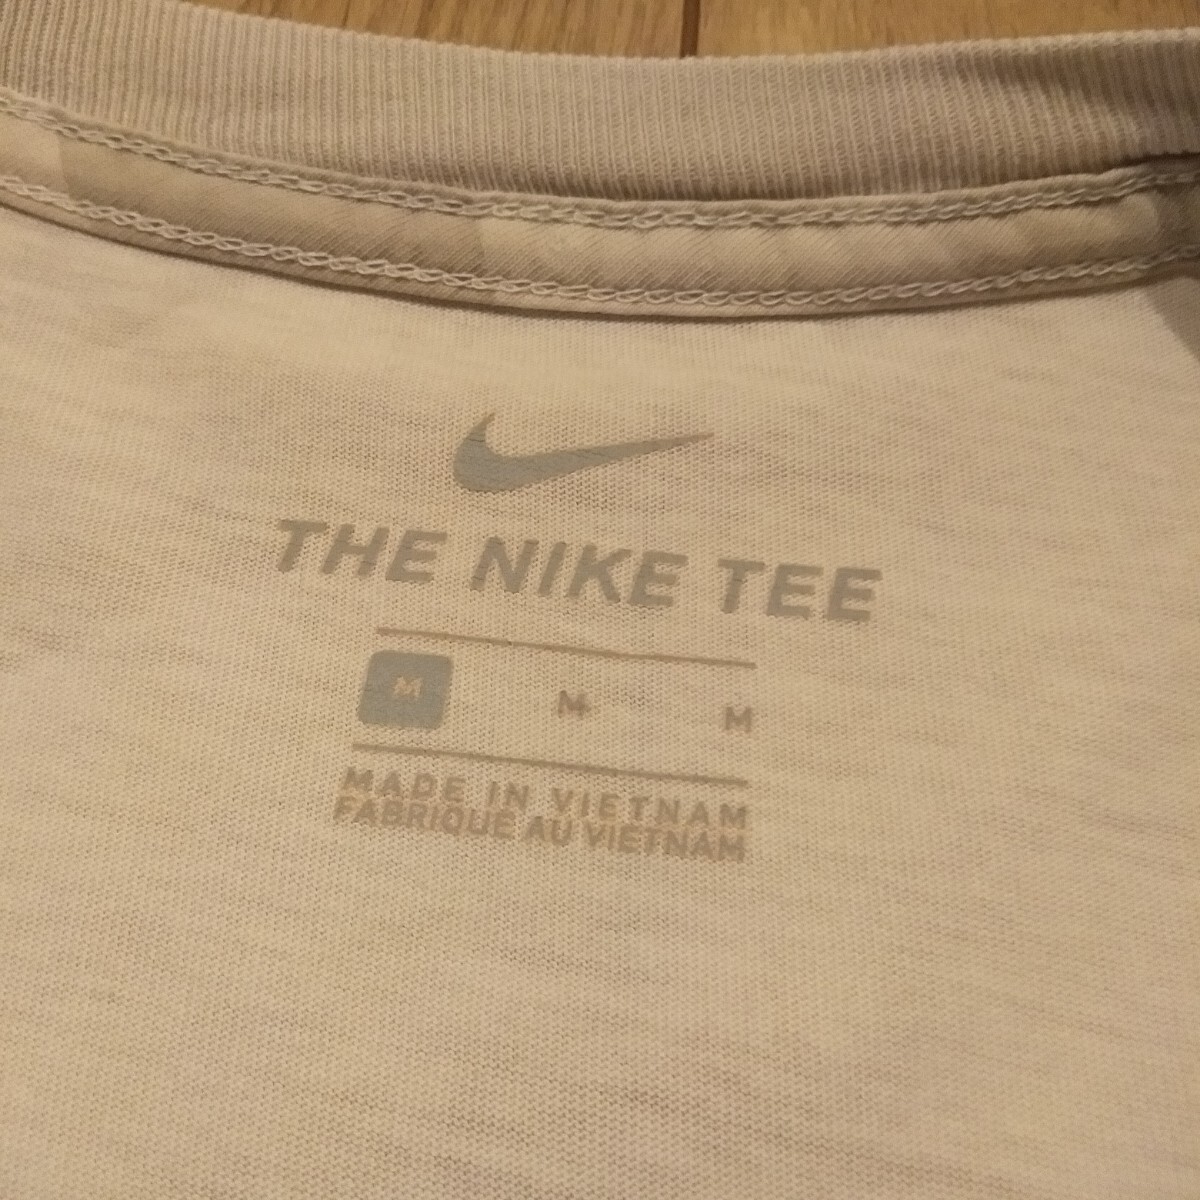 THE NIKE TEE
M M M
MADE IN VIETNAM
FABRIQUÉ AU VIETNAM